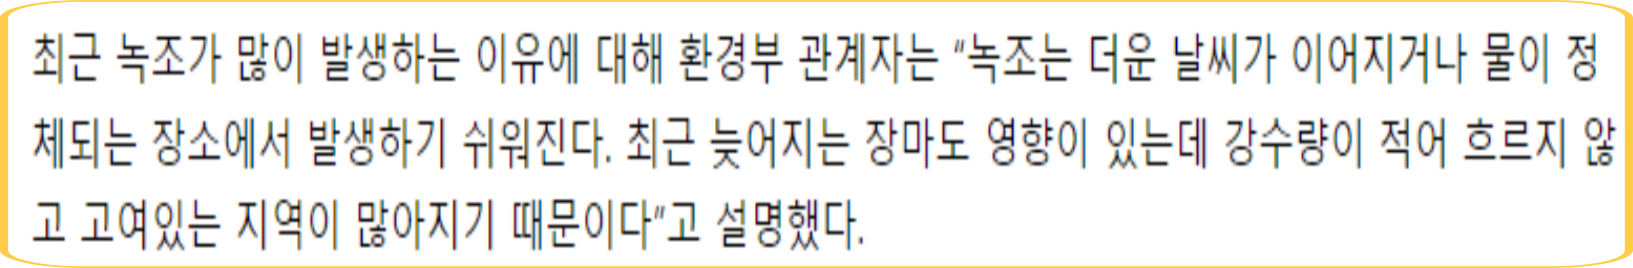 최근 녹조가 많이 발생하는 이유에 대해 환경부 관계자는 “녹조는 더운 날씨가 이어지거나 물이 정
체되는 장소에서 발생하기 쉬워진다. 최근 늦어지는 장마도 영향이 있는데 강수량이 적어 흐르지 않
고 고여있는 지역이 많아지기 때문이다”고 설명했다.